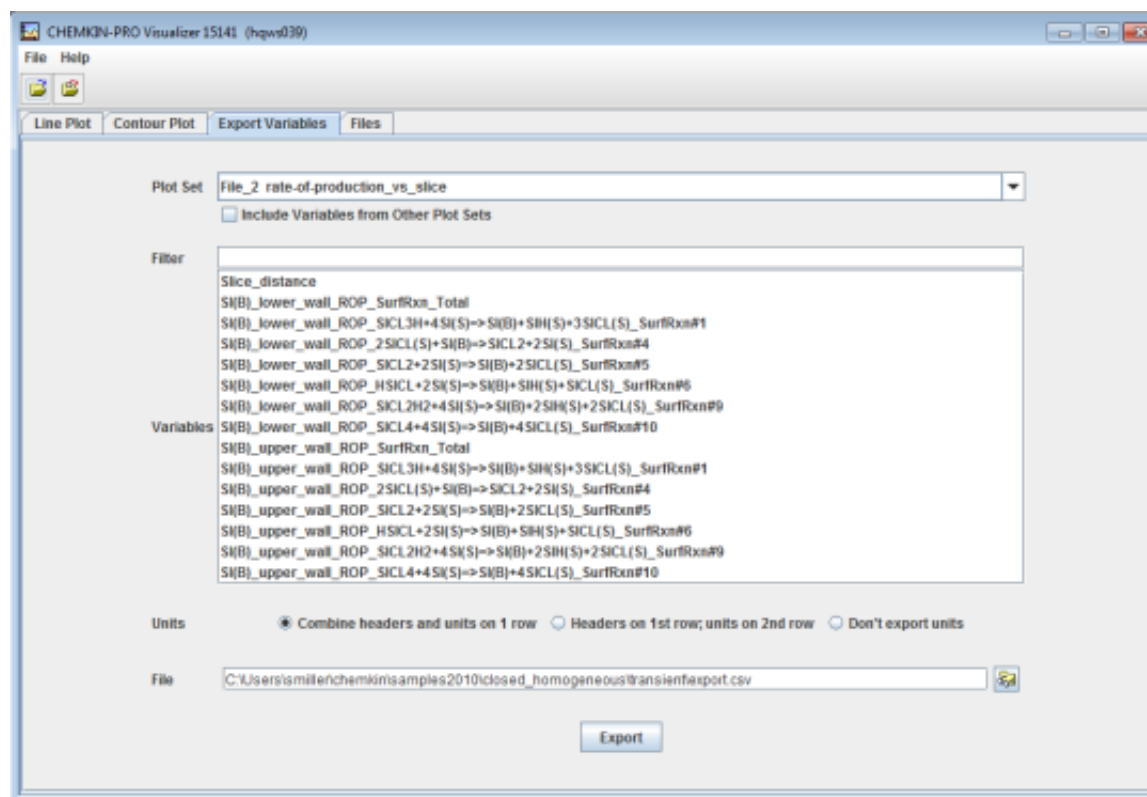 CHEMKIN-PRO Visualizer 15141 (hqws039)
File Help
Line Plot Contour Plot Export Variables Files
Plot Set File_2 rate-of-production_vs_slice
Include Variables from Other Plot Sets
Filter
Slice_distance
SI(B)_lower_wall_ROP_SurfRxn_Total
SI(B)_lower_wall_ROP_SICL3H+4SI(S)=>SI(B)+SIH(S)+3SICL(S)_SurfRxn#1
SI(B)_lower_wall_ROP_2SICL(S)+SI(B)=>SICL2+2SI(S)_SurfRxn#4
SI(B)_lower_wall_ROP_SICL2+2SI(S)=>SI(B)+2SICL(S)_SurfRxn#5
SI(B)_lower_wall_ROP_HSICL+2SI(S)=>SI(B)+SIH(S)+SICL(S)_SurfRxn#6
SI(B)_lower_wall_ROP_SICL2H2+4SI(S)=>SI(B)+2SIH(S)+2SICL(S)_SurfRxn#9
Variables SI(B)_lower_wall_ROP_SICL4+4SI(S)=>SI(B)+4SICL(S)_SurfRxn#10
SI(B)_upper_wall_ROP_SurfRxn_Total
SI(B)_upper_wall_ROP_SICL3H+4SI(S)=>SI(B)+SIH(S)+3SICL(S)_SurfRxn#1
SI(B)_upper_wall_ROP_2SICL(S)+SI(B)=>SICL2+2SI(S)_SurfRxn#4
SI(B)_upper_wall_ROP_SICL2+2SI(S)=>SI(B)+2SICL(S)_SurfRxn#5
SI(B)_upper_wall_ROP_HSICL+2SI(S)=>SI(B)+SIH(S)+SICL(S)_SurfRxn#6
SI(B)_upper_wall_ROP_SICL2H2+4SI(S)=>SI(B)+2SIH(S)+2SICL(S)_SurfRxn#9
SI(B)_upper_wall_ROP_SICL4+4SI(S)=>SI(B)+4SICL(S)_SurfRxn#10
Units Combine headers and units on 1 row Headers on 1st row; units on 2nd row Don't export units
File C:\Users\smiller\chemkin\samples2010\closed_homogeneous\transient\export.csv
Export